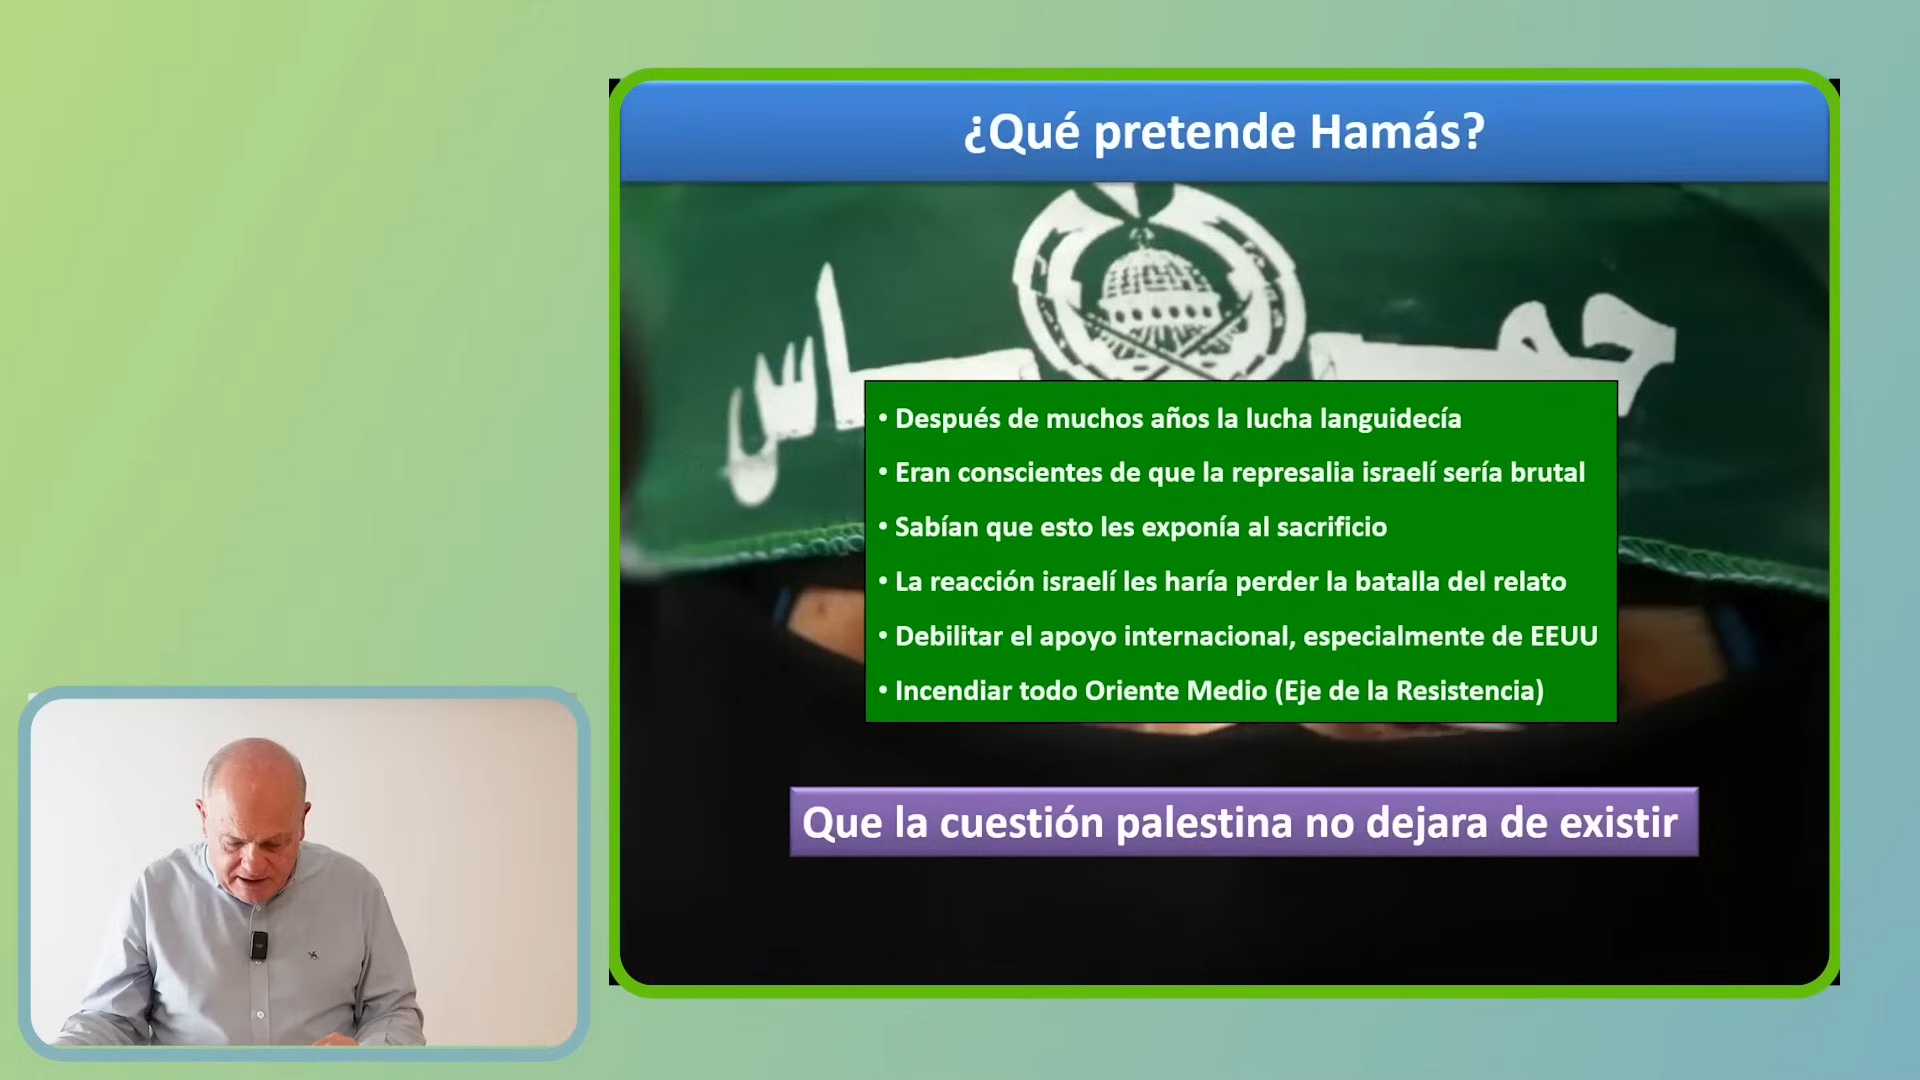 ¿Qué pretende Hamás?
حماس
• Después de muchos años la lucha languidecía
• Eran conscientes de que la represalia israelí sería brutal
• Sabían que esto les exponía al sacrificio
• La reacción israelí les haría perder la batalla del relato
• Debilitar el apoyo internacional, especialmente de EEUU
• Incendiar todo Oriente Medio (Eje de la Resistencia)
Que la cuestión palestina no dejara de existir